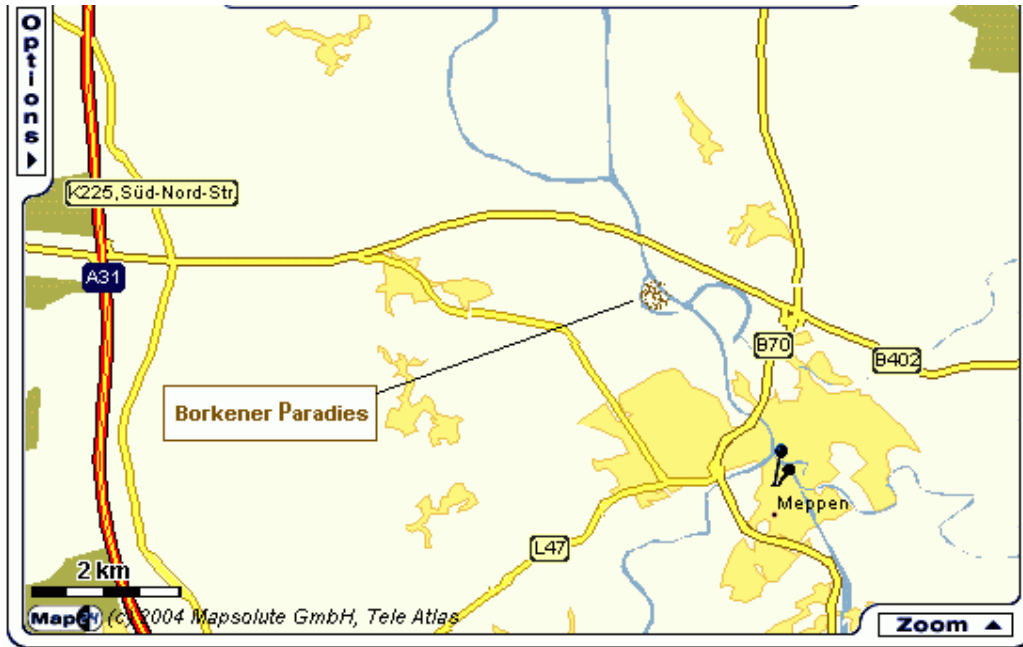 Options
K225,Süd-Nord-Str.
A31
B70
B402
Borkener Paradies
Meppen
L47
2 km
Map24 (c) 2004 Mapsolute GmbH, Tele Atlas
Zoom